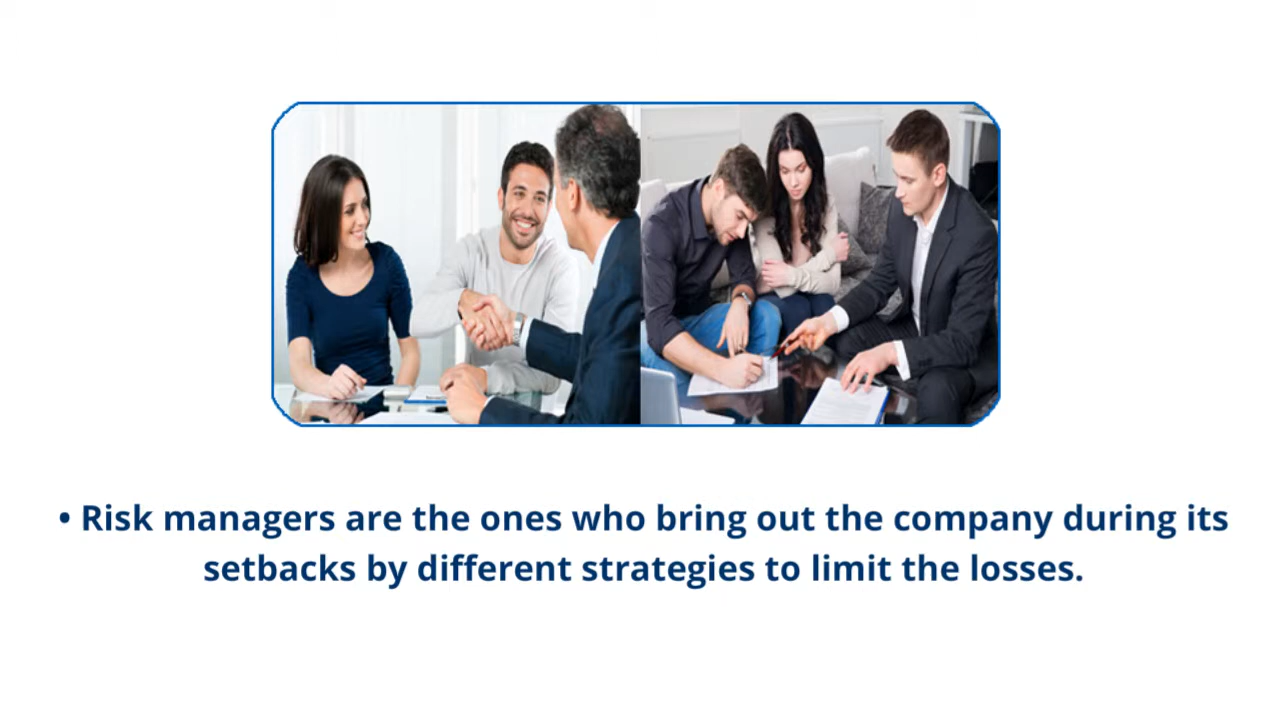 • Risk managers are the ones who bring out the company during its
setbacks by different strategies to limit the losses.